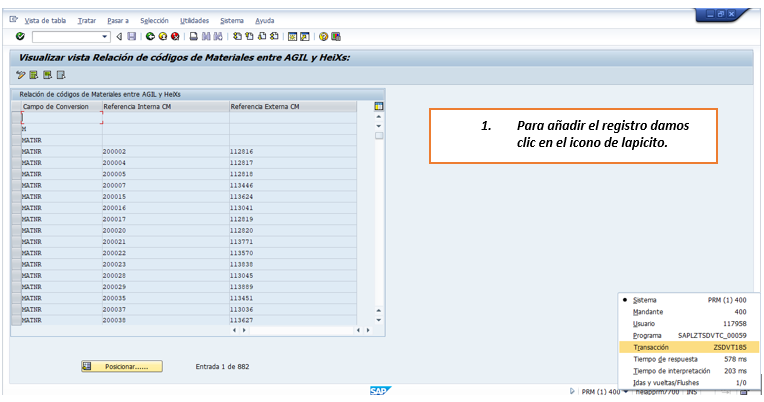 Vista de tabla Tratar Pasar a Selección Utilidades Sistema Ayuda
Visualizar vista Relación de códigos de Materiales entre AGIL y HeiXs:
Relación de códigos de Materiales entre AGIL y HeiXs
Campo de Conversion Referencia Interna CM Referencia Externa CM
M
MATNR
MATNR 200002 112816
MATNR 200004 112817
MATNR 200005 112818
MATNR 200007 113446
MATNR 200015 113624
MATNR 200016 113041
MATNR 200017 112819
MATNR 200020 112820
MATNR 200021 113771
MATNR 200022 113570
MATNR 200023 113838
MATNR 200028 113045
MATNR 200029 113889
MATNR 200035 113451
MATNR 200037 113036
MATNR 200038 113627
1. Para añadir el registro damos
clic en el icono de lapicito.
Posicionar...... Entrada 1 de 882
Sistema PRM (1) 400
Mandante 400
Usuario 117958
Programa SAPLZTSDVTC_00059
Transacción ZSDVT185
Tiempo de respuesta 578 ms
Tiempo de interpretación 203 ms
Idas y vueltas/Flushes 1/0
SAP PRM (1) 400 INS